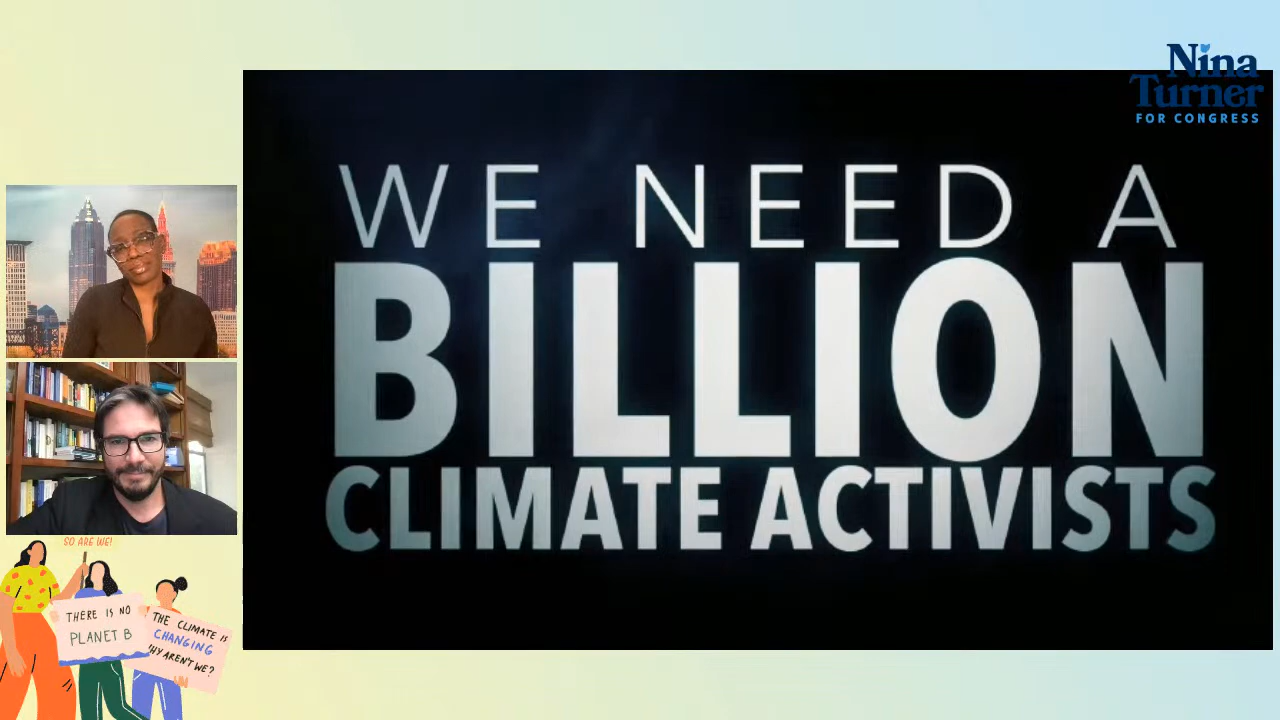 Nina
Turner
FOR CONGRESS
WE NEED A
BILLION
CLIMATE ACTIVISTS
SO ARE WE!
THERE IS NO
PLANET B
THE CLIMATE IS
CHANGING
WHY AREN'T WE?